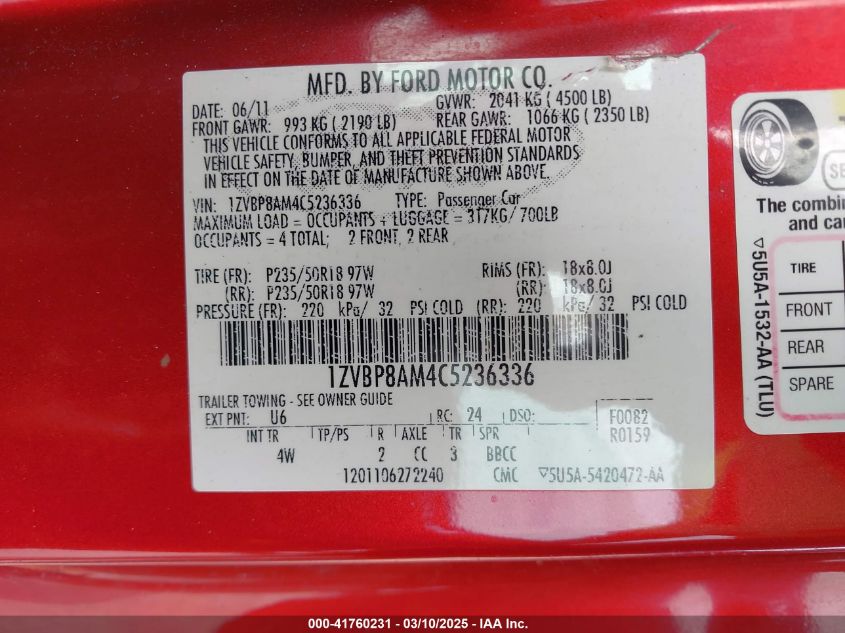 MFD. BY FORD MOTOR CO.
DATE: 06/11 GVWR: 2041 KG ( 4500 LB)
FRONT GAWR: 993 KG ( 2190 LB) REAR GAWR: 1066 KG ( 2350 LB)
THIS VEHICLE CONFORMS TO ALL APPLICABLE FEDERAL MOTOR
VEHICLE SAFETY, BUMPER, AND THEFT PREVENTION STANDARDS
IN EFFECT ON THE DATE OF MANUFACTURE SHOWN ABOVE.
VIN: 1ZVBP8AM4C5236336 TYPE: Passenger Car
MAXIMUM LOAD = OCCUPANTS + LUGGAGE = 317KG/ 700LB
OCCUPANTS = 4 TOTAL; 2 FRONT, 2 REAR
TIRE (FR): P235/50R18 97W RIMS (FR): 18x8.0J
(RR): P235/50R18 97W (RR): 18x8.0J
PRESSURE (FR): 220 kPa/ 32 PSI COLD (RR): 220 kPa/ 32 PSI COLD
1ZVBP8AM4C5236336
TRAILER TOWING - SEE OWNER GUIDE
EXT PNT: U6 RC: 24 DSO: F0082
INT TR TP/PS R AXLE TR SPR R0159
4W 2 CC 3 BBCC
1201106272240 CMC ▽5U5A-5420472-AA
SE
The combin
and ca
TIRE
FRONT
REAR
SPARE
▽5U5A-1532-AA (TLU)
000-41760231 - 03/10/2025 - IAA Inc.